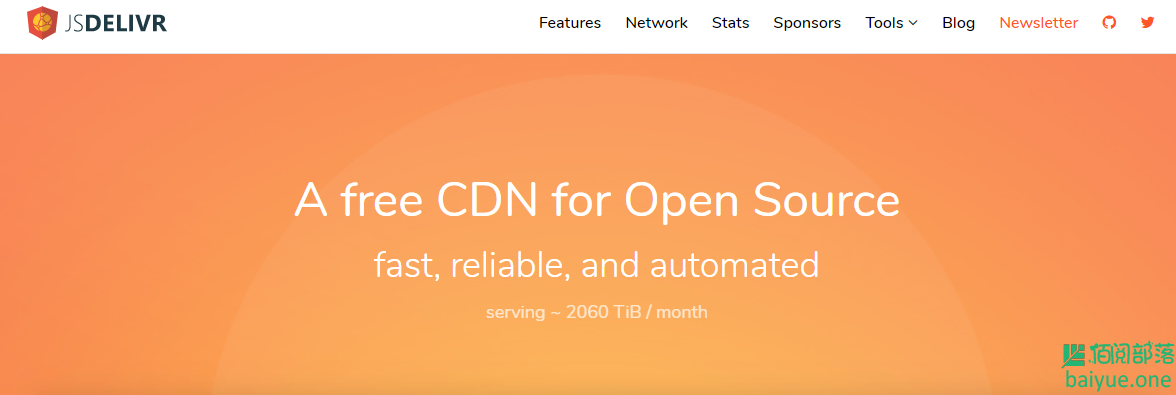 JSDELIVR
Features Network Stats Sponsors Tools Blog Newsletter
A free CDN for Open Source
fast, reliable, and automated
serving ~ 2060 TiB / month
佰阅部落
baiyue.one